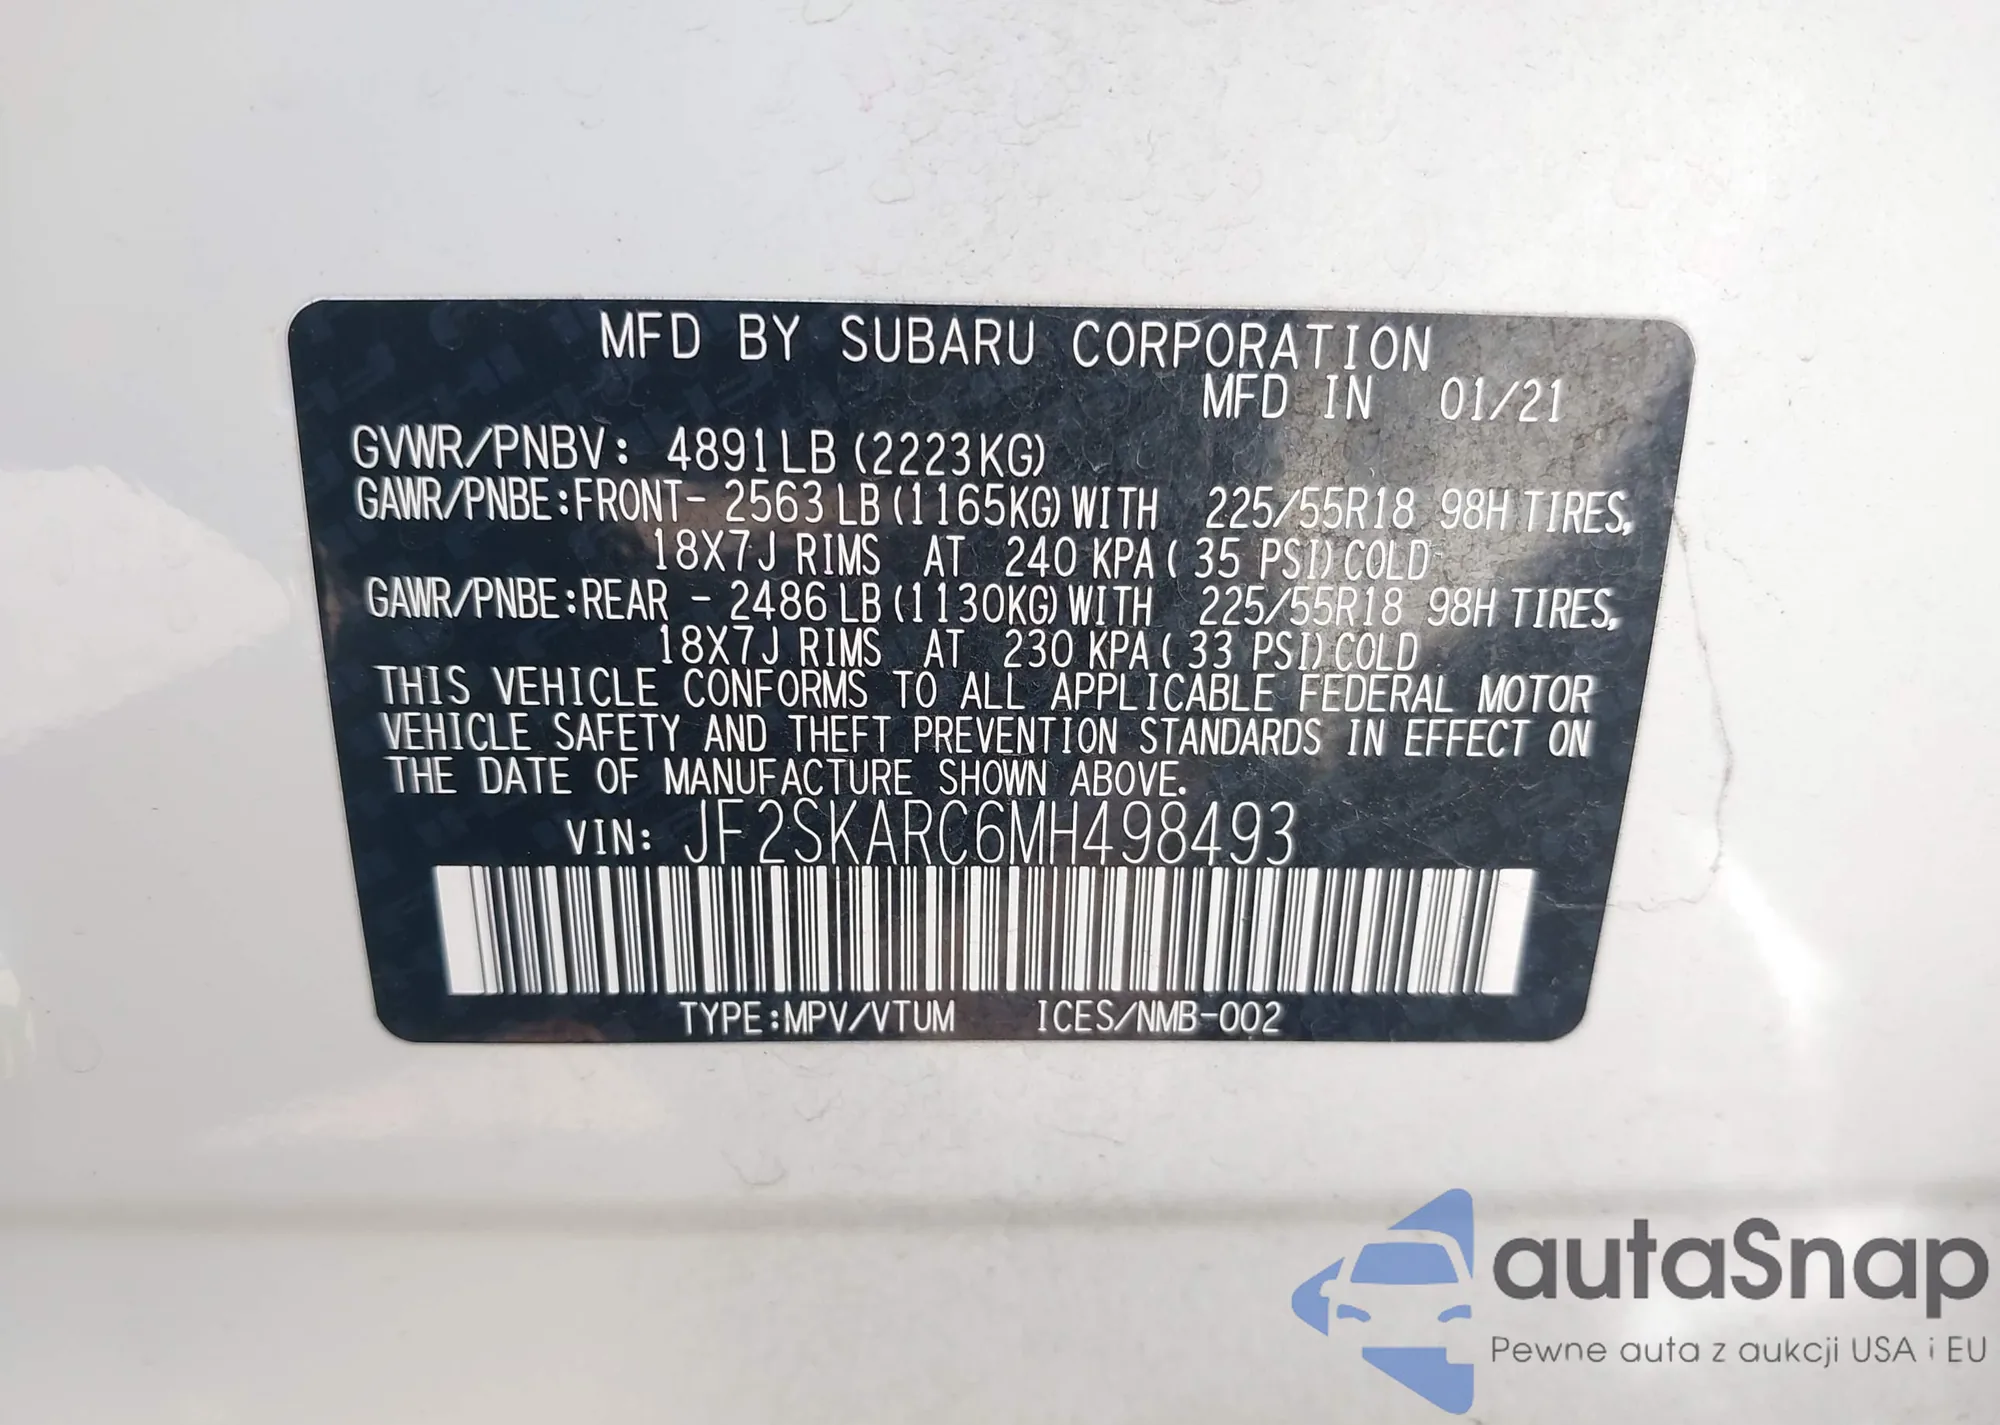 MFD BY SUBARU CORPORATION
MFD IN 01/21
GVWR/PNBV: 4891LB (2223KG)
GAWR/PNBE:FRONT- 2563LB (1165KG) WITH 225/55R18 98H TIRES,
18X7J RIMS AT 240 KPA ( 35 PSI) COLD
GAWR/PNBE:REAR - 2486LB (1130KG) WITH 225/55R18 98H TIRES,
18X7J RIMS AT 230 KPA ( 33 PSI) COLD
THIS VEHICLE CONFORMS TO ALL APPLICABLE FEDERAL MOTOR
VEHICLE SAFETY AND THEFT PREVENTION STANDARDS IN EFFECT ON
THE DATE OF MANUFACTURE SHOWN ABOVE.
VIN: JF2SKARC6MH498493
TYPE:MPV/VTUM ICES/NMB-002
autaSnap
Pewne auta z aukcji USA i EU